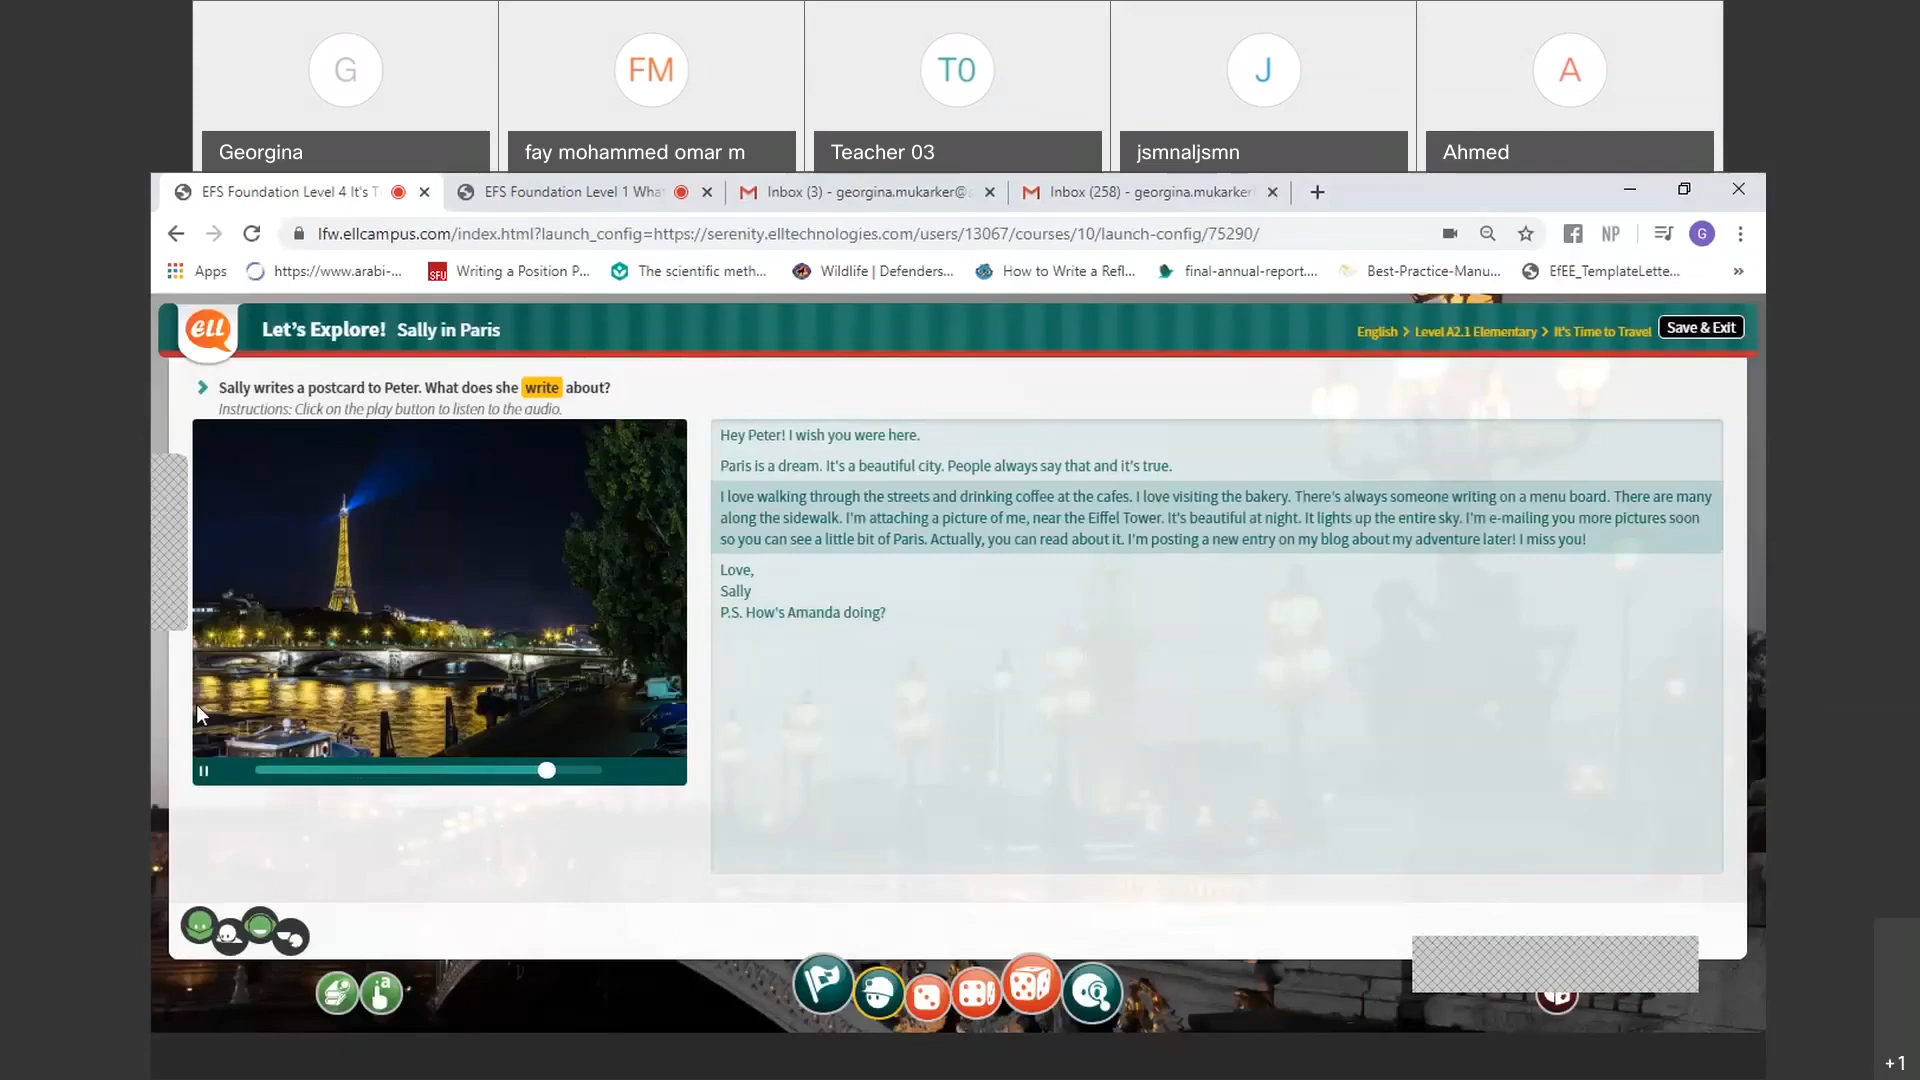 G
FM
T0
J
A
Georgina
fay mohammed omar m
Teacher 03
jsmnaljsmn
Ahmed
EFS Foundation Level 4 It's T
EFS Foundation Level 1 Wha
Inbox (3) - georgina.mukarker@
Inbox (258) - georgina.mukarker
lfw.ellcampus.com/index.html?launch_config=https://serenity.elltechnologies.com/users/13067/courses/10/launch-config/75290/
NP
G
Apps
https://www.arabi-...
SFU
Writing a Position P...
The scientific meth...
Wildlife | Defenders...
How to Write a Refl...
final-annual-report....
Best-Practice-Manu...
EfEE_TemplateLette...
»
ell
Let's Explore! Sally in Paris
English > Level A2.1 Elementary > It's Time to Travel
Save & Exit
Sally writes a postcard to Peter. What does she write about?
Instructions: Click on the play button to listen to the audio.
Hey Peter! I wish you were here.
Paris is a dream. It's a beautiful city. People always say that and it's true.
I love walking through the streets and drinking coffee at the cafes. I love visiting the bakery. There's always someone writing on a menu board. There are many
along the sidewalk. I'm attaching a picture of me, near the Eiffel Tower. It's beautiful at night. It lights up the entire sky. I'm e-mailing you more pictures soon
so you can see a little bit of Paris. Actually, you can read about it. I'm posting a new entry on my blog about my adventure later! I miss you!
Love,
Sally
P.S. How's Amanda doing?
a
+1